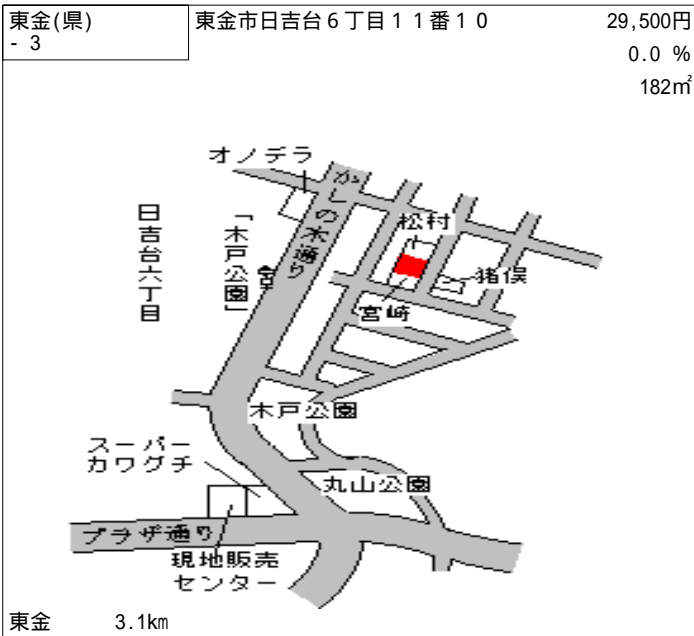 東金(県)
- 3
東金市日吉台６丁目１１番１０
29,500円
0.0 %
182㎡
オノデラ
かしの木通り
日吉台六丁目
「木戸公園」
松村
猪俣
宮崎
木戸公園
スーパー
カワグチ
丸山公園
プラザ通り
現地販売
センター
東金 3.1km